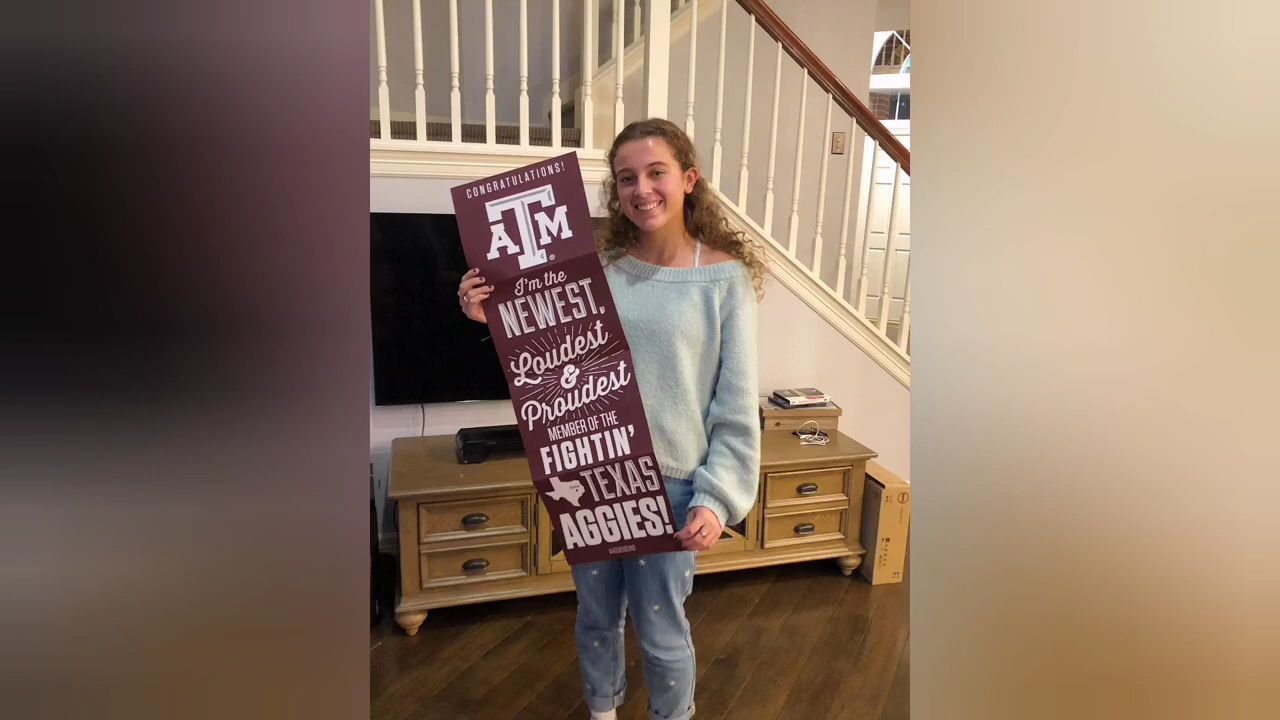 CONGRATULATIONS!
ATM®
I'm the
NEWEST,
Loudest
&
Proudest
MEMBER OF THE
FIGHTIN'
TEXAS
AGGIES!